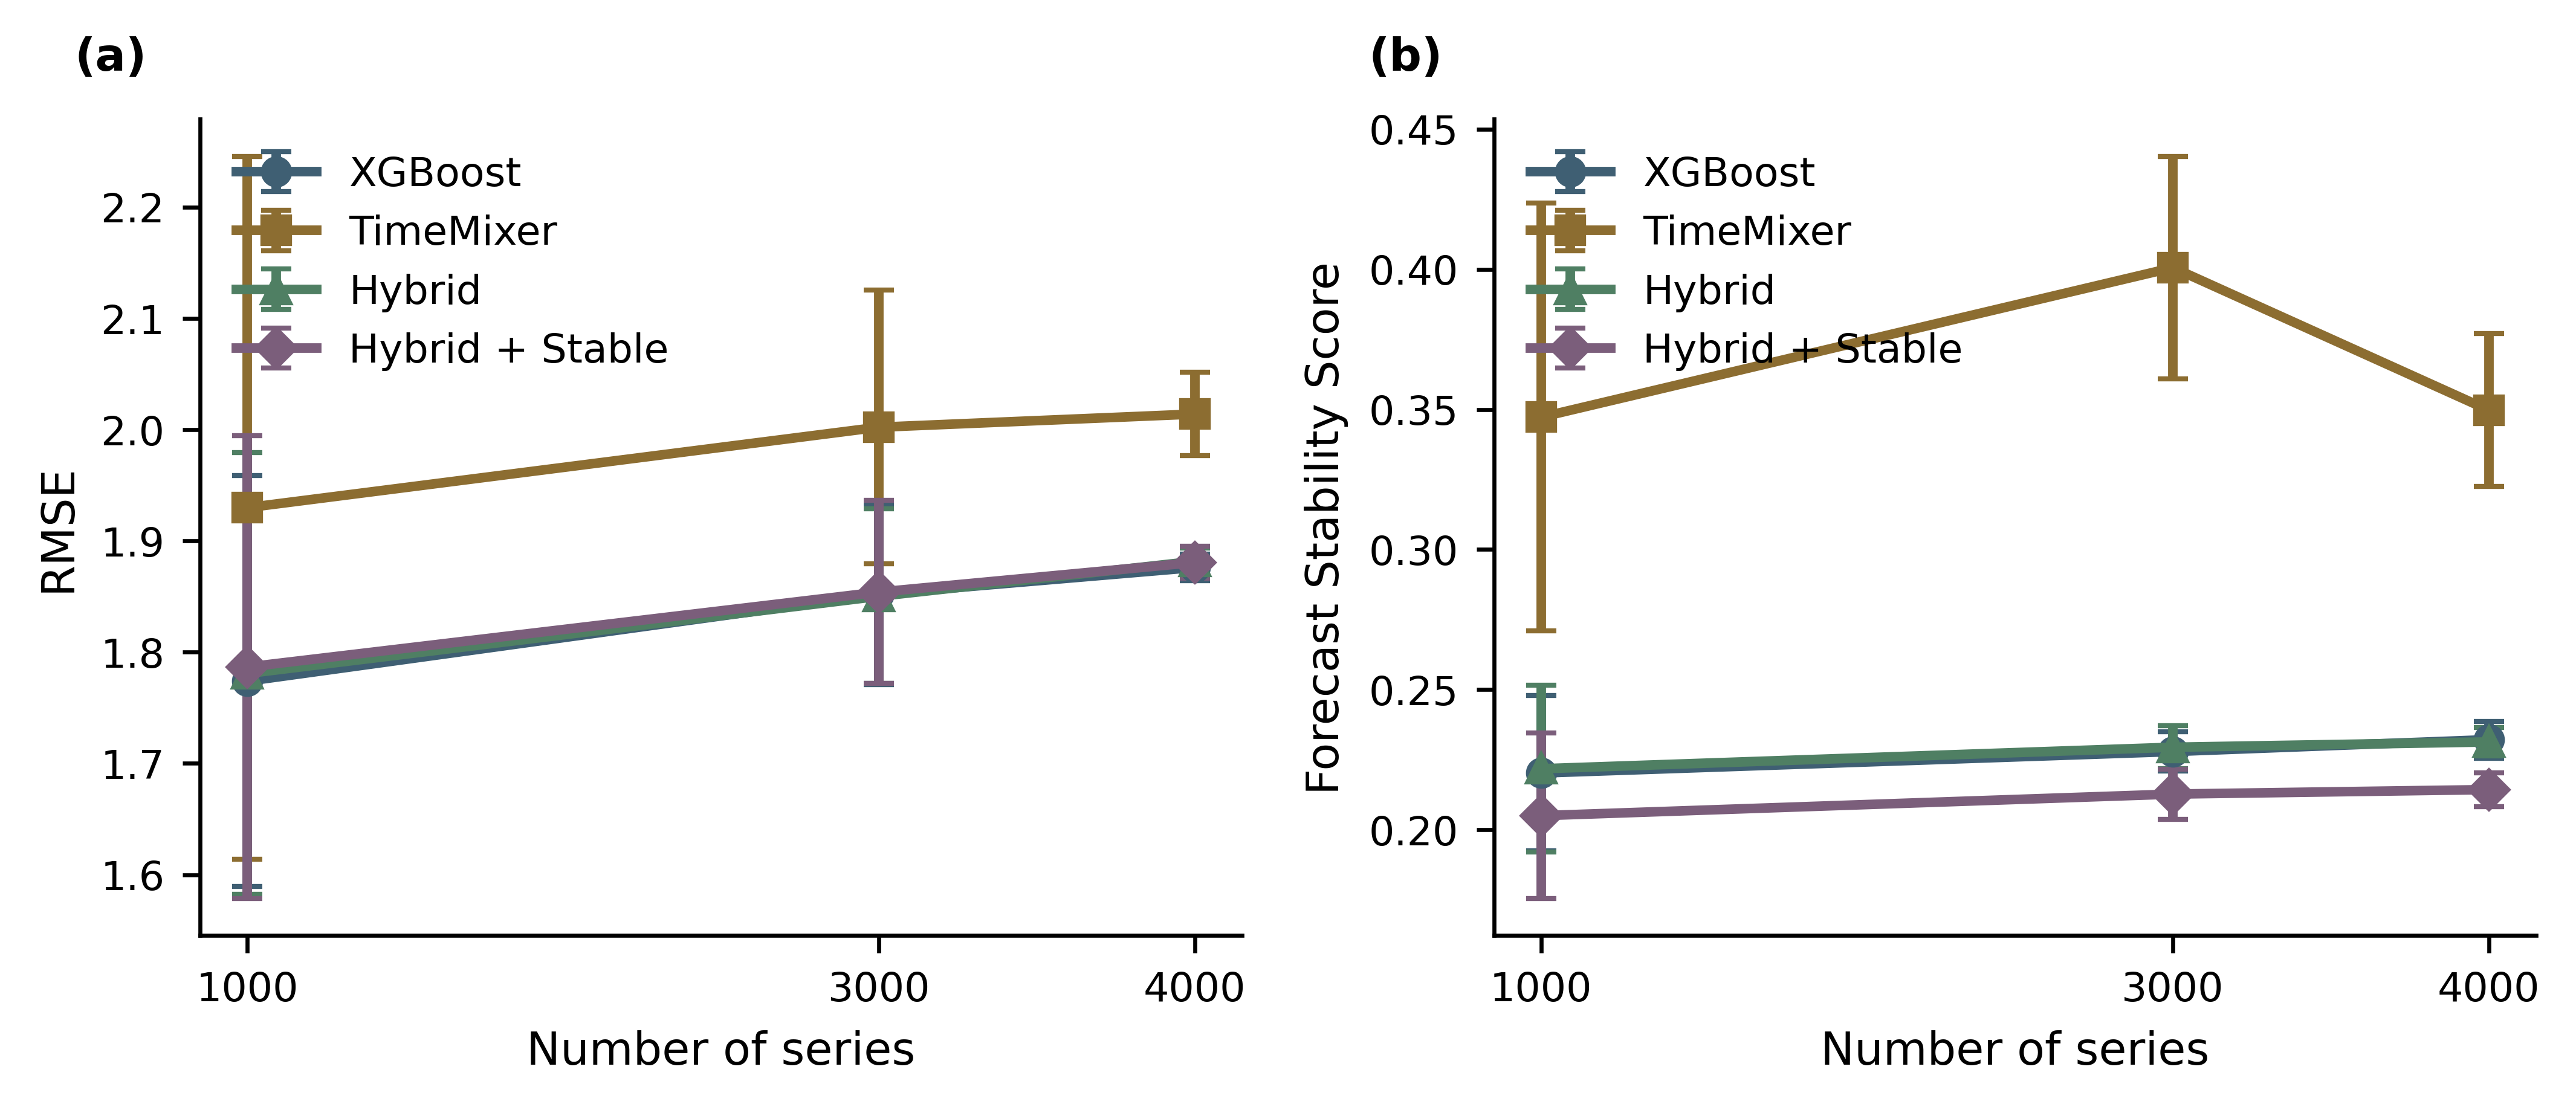 (a)
RMSE
2.2
2.1
2.0
1.9
1.8
1.7
1.6
XGBoost
TimeMixer
Hybrid
Hybrid + Stable
1000
3000
4000
Number of series
(b)
Forecast Stability Score
0.45
0.40
0.35
0.30
0.25
0.20
XGBoost
TimeMixer
Hybrid
Hybrid + Stable
1000
3000
4000
Number of series